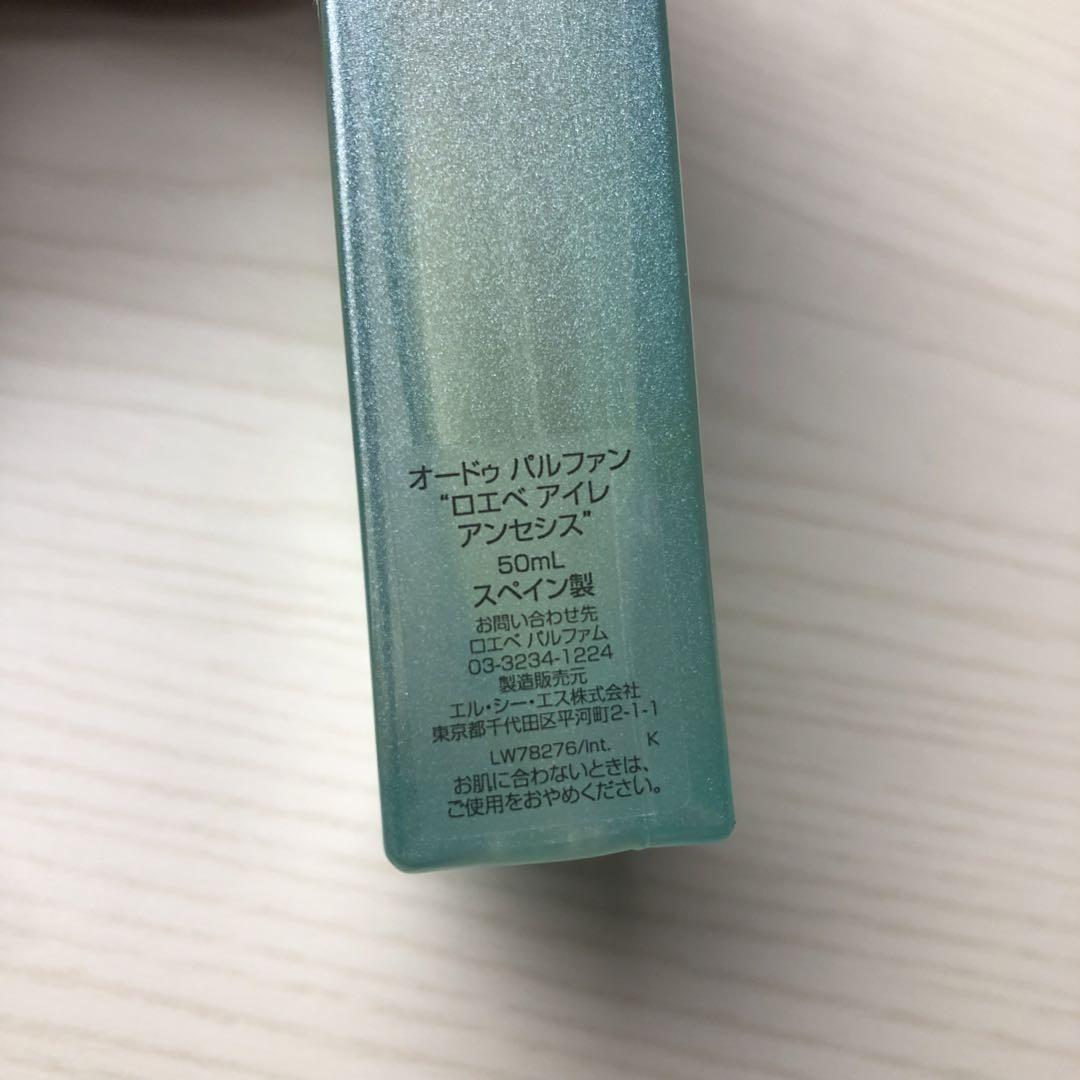 オードゥ パルファン
“ロエベ アイレ
アンセシス”
50mL
スペイン製
お問い合わせ先
ロエベ パルファム
03-3234-1224
製造販売元
エル・シー・エス株式会社
東京都千代田区平河町2-1-1
LW78276/Int. K
お肌に合わないときは、
ご使用をおやめください。